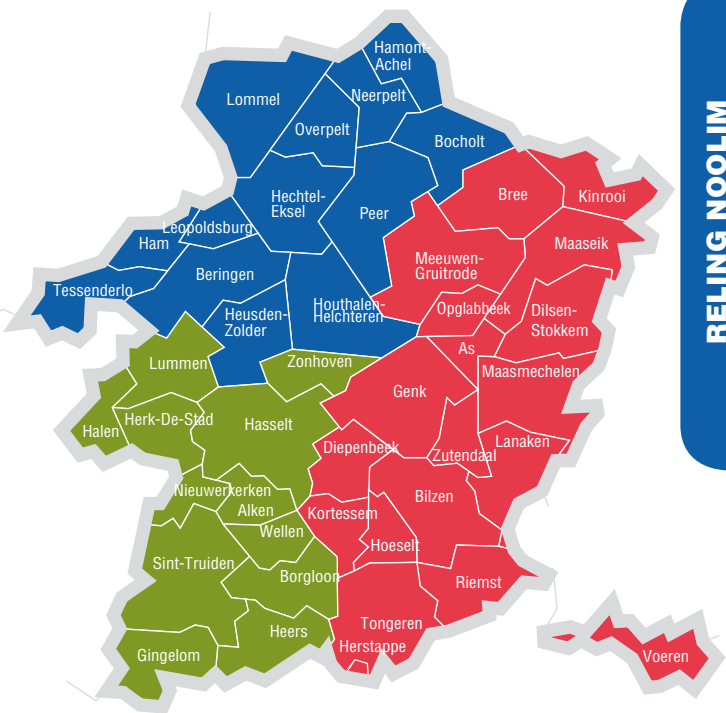 Hamont-
Achel
Lommel
Neerpelt
Overpelt
Bocholt
Bree
Kinrooi
Hechtel-
Eksel
Peer
Leopoldsburg
Ham
Maaseik
Meeuwen-
Gruitrode
Beringen
Tessenderlo
Houthalen-
Helchteren
Opglabbeek
Dilsen-
Stokkem
Heusden-
Zolder
As
Lummen
Zonhoven
Maasmechelen
Genk
Herk-De-Stad
Hasselt
Halen
Diepenbeek
Lanaken
Zutendaal
Nieuwerkerken
Bilzen
Alken
Kortessem
Wellen
Hoeselt
Sint-Truiden
Borgloon
Riemst
Heers
Tongeren
Herstappe
Gingelom
Voeren
RELING NOOLIM